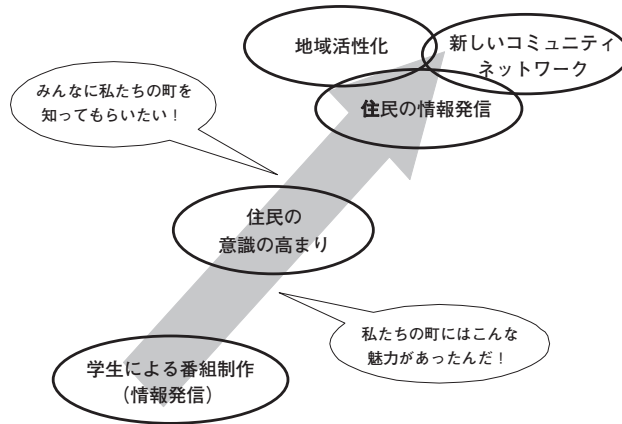 地域活性化
新しいコミュニティ
ネットワーク
住民の情報発信
みんなに私たちの町を
知ってもらいたい！
住民の
意識の高まり
私たちの町にはこんな
魅力があったんだ！
学生による番組制作
（情報発信）